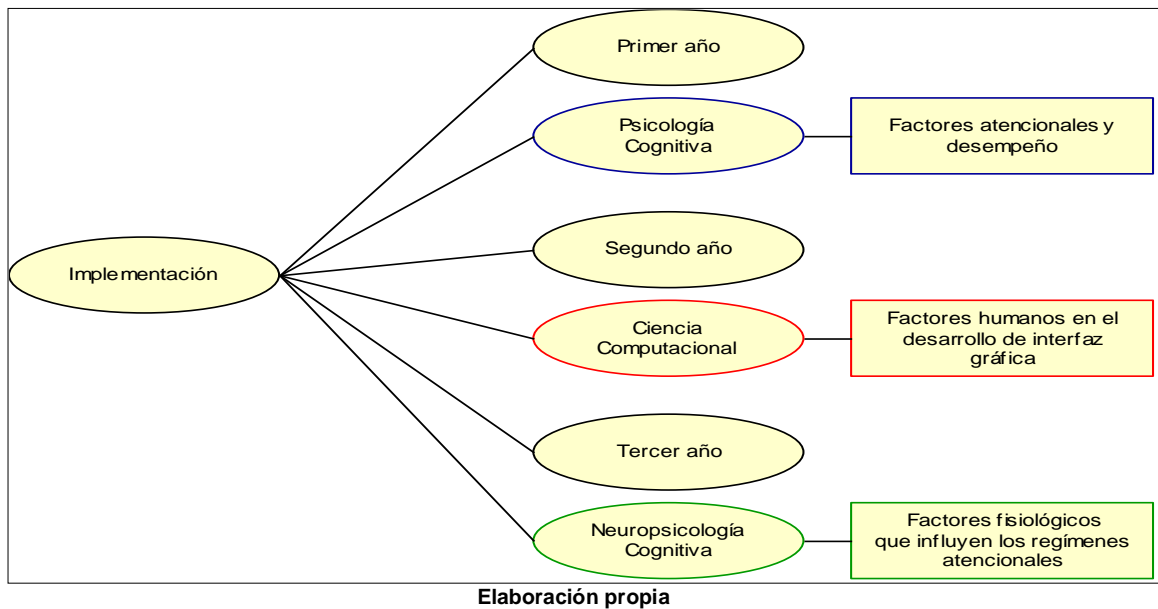 Primer año
Psicología
Cognitiva
Factores atencionales y
desempeño
Segundo año
Implementación
Ciencia
Computacional
Factores humanos en el
desarrollo de interfaz
gráfica
Tercer año
Neuropsicología
Cognitiva
Factores fisiológicos
que influyen los regímenes
atencionales
Elaboración propia